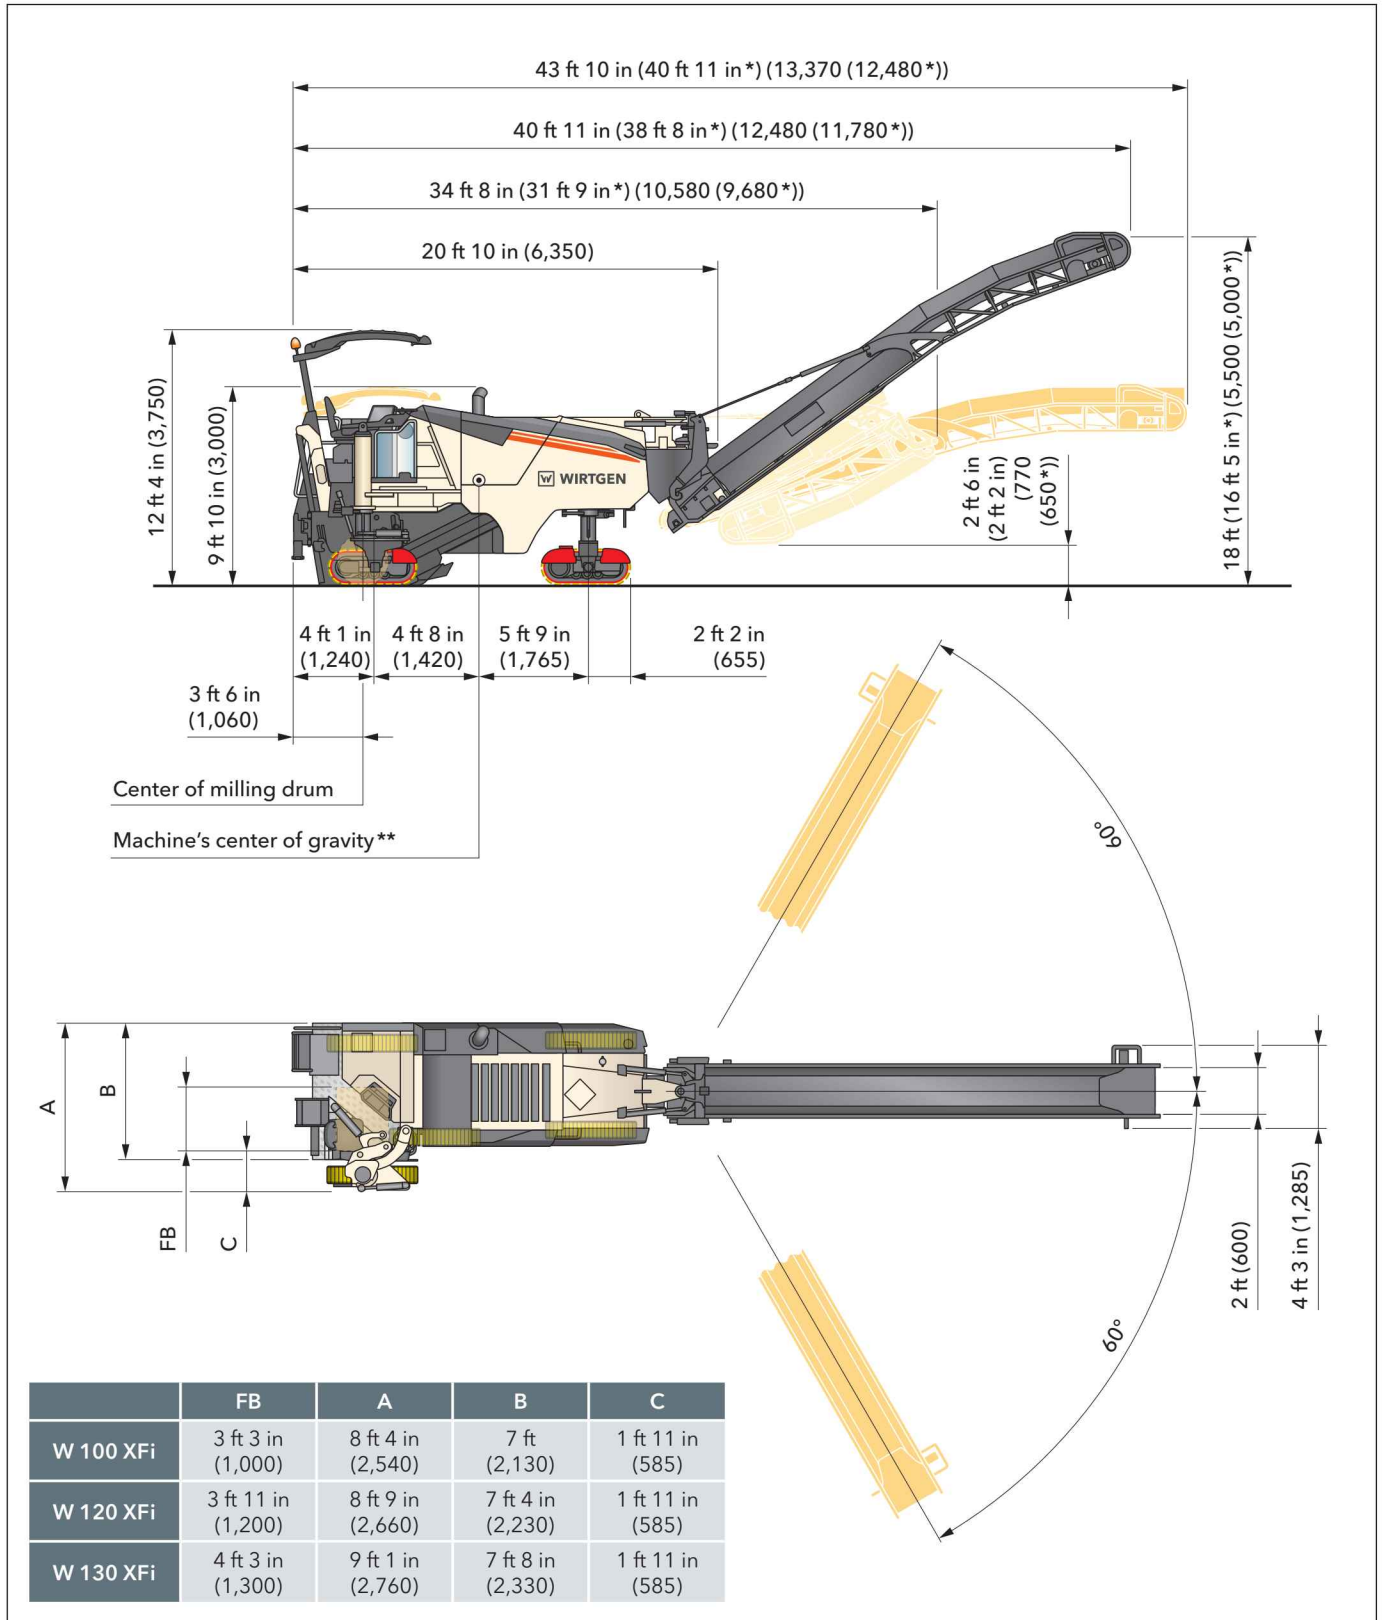 43 ft 10 in (40 ft 11 in*) (13,370 (12,480*))
40 ft 11 in (38 ft 8 in*) (12,480 (11,780*))
34 ft 8 in (31 ft 9 in*) (10,580 (9,680*))
20 ft 10 in (6,350)
12 ft 4 in (3,750)
9 ft 10 in (3,000)
W WIRTGEN
2 ft 6 in
(2 ft 2 in)
(770
(650*))
18 ft (16 ft 5 in*) (5,500 (5,000*))
4 ft 1 in
(1,240)
4 ft 8 in
(1,420)
5 ft 9 in
(1,765)
2 ft 2 in
(655)
3 ft 6 in
(1,060)
Center of milling drum
Machine's center of gravity**
60°
A
B
FB
C
2 ft (600)
4 ft 3 in (1,285)
60°
FB A B C
W 100 XFi 3 ft 3 in 8 ft 4 in 7 ft 1 ft 11 in
(1,000) (2,540) (2,130) (585)
W 120 XFi 3 ft 11 in 8 ft 9 in 7 ft 4 in 1 ft 11 in
(1,200) (2,660) (2,230) (585)
W 130 XFi 4 ft 3 in 9 ft 1 in 7 ft 8 in 1 ft 11 in
(1,300) (2,760) (2,330) (585)